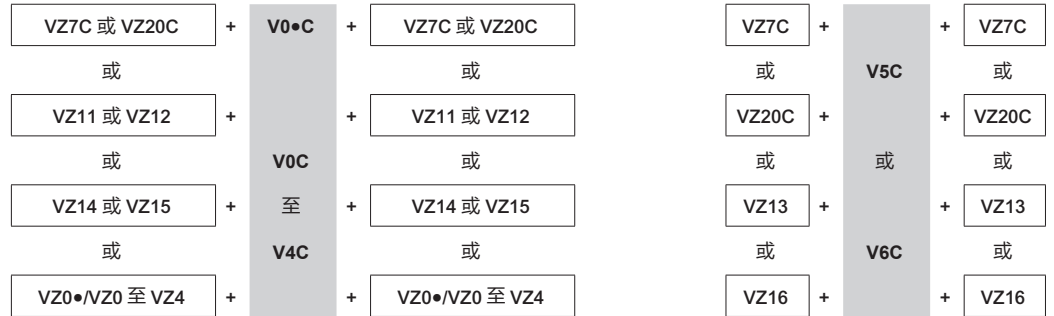 VZ7C 或 VZ20C + V0●C + VZ7C 或 VZ20C VZ7C + + VZ7C
或 或 或 V5C 或
VZ11 或 VZ12 + + VZ11 或 VZ12 VZ20C + + VZ20C
或 V0C 或 或 或 或
VZ14 或 VZ15 + 至 + VZ14 或 VZ15 VZ13 + + VZ13
或 V4C 或 或 V6C 或
VZ0●/VZ0 至 VZ4 + + VZ0●/VZ0 至 VZ4 VZ16 + + VZ16